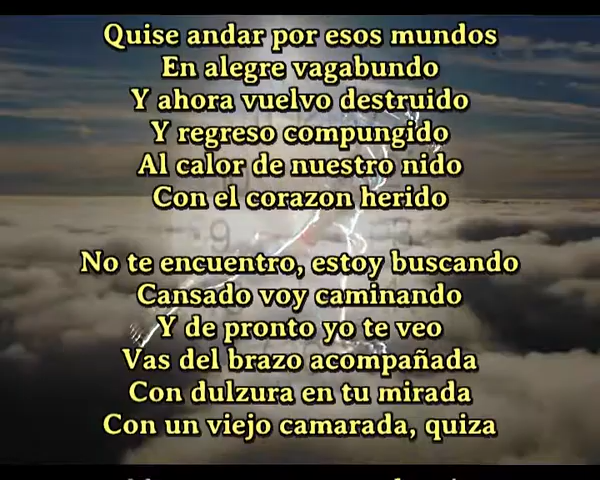 Quise andar por esos mundos
En alegre vagabundo
Y ahora vuelvo destruido
Y regreso compungido
Al calor de nuestro nido
Con el corazon herido
No te encuentro, estoy buscando
Cansado voy caminando
Y de pronto yo te veo
Vas del brazo acompañada
Con dulzura en tu mirada
Con un viejo camarada, quiza